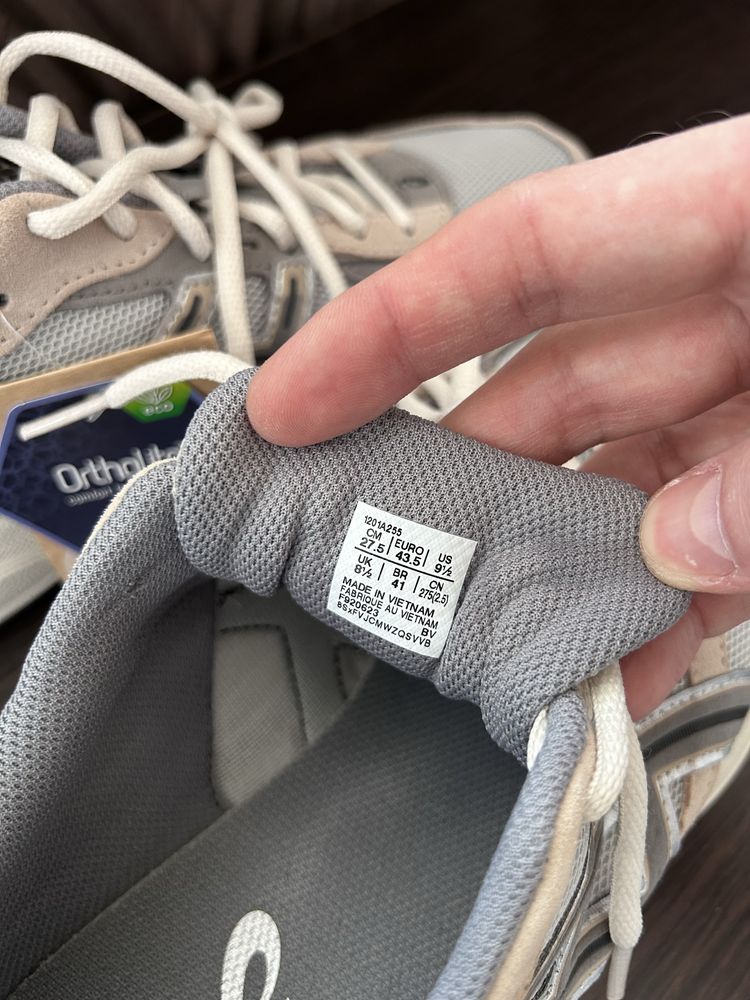 eco
OrthoLite
1201A255
CM | EURO | US
27.5 | 43.5 | 9½
UK | BR | CN
8½ | 41 | 275(2.5)
MADE IN VIETNAM
FABRIQUE AU VIETNAM
F920623 BV